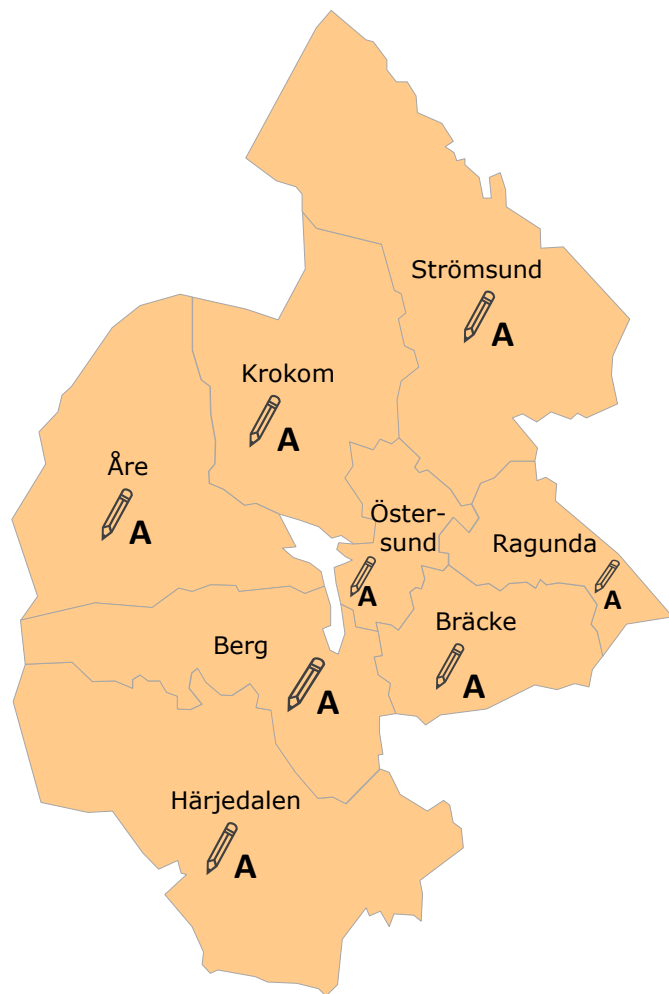 Strömsund
A
Krokom
A
Åre
A
Öster-
sund
A
Ragunda
A
Bräcke
A
Berg
A
Härjedalen
A